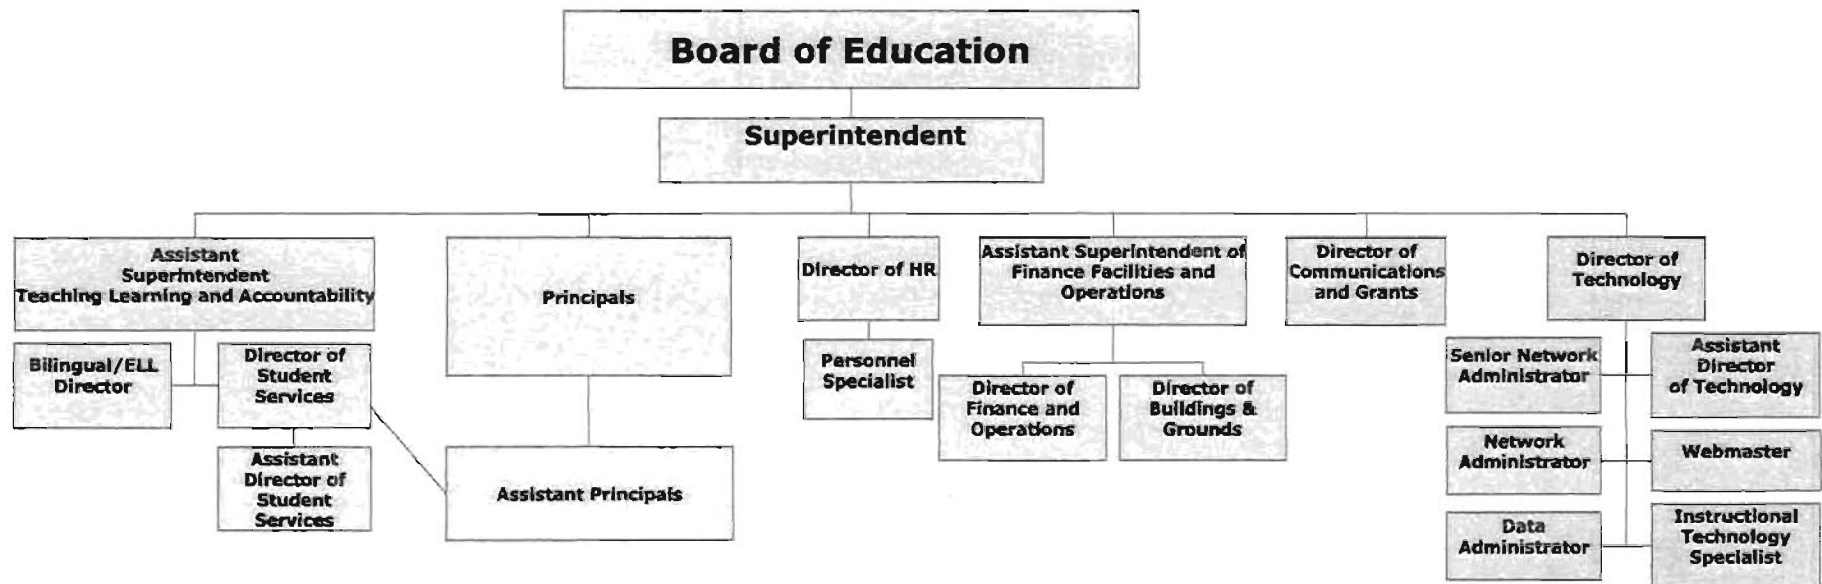 Board of Education
Superintendent
Assistant
Superintendent
Teaching Learning and Accountability
Principals
Director of HR
Assistant Superintendent of
Finance Facilities and
Operations
Director of
Communications
and Grants
Director of
Technology
Bilingual/ELL
Director
Director of
Student
Services
Personnel
Specialist
Director of
Finance and
Operations
Director of
Buildings &
Grounds
Senior Network
Administrator
Assistant
Director
of Technology
Assistant
Director of
Student
Services
Assistant Principals
Network
Administrator
Webmaster
Data
Administrator
Instructional
Technology
Specialist